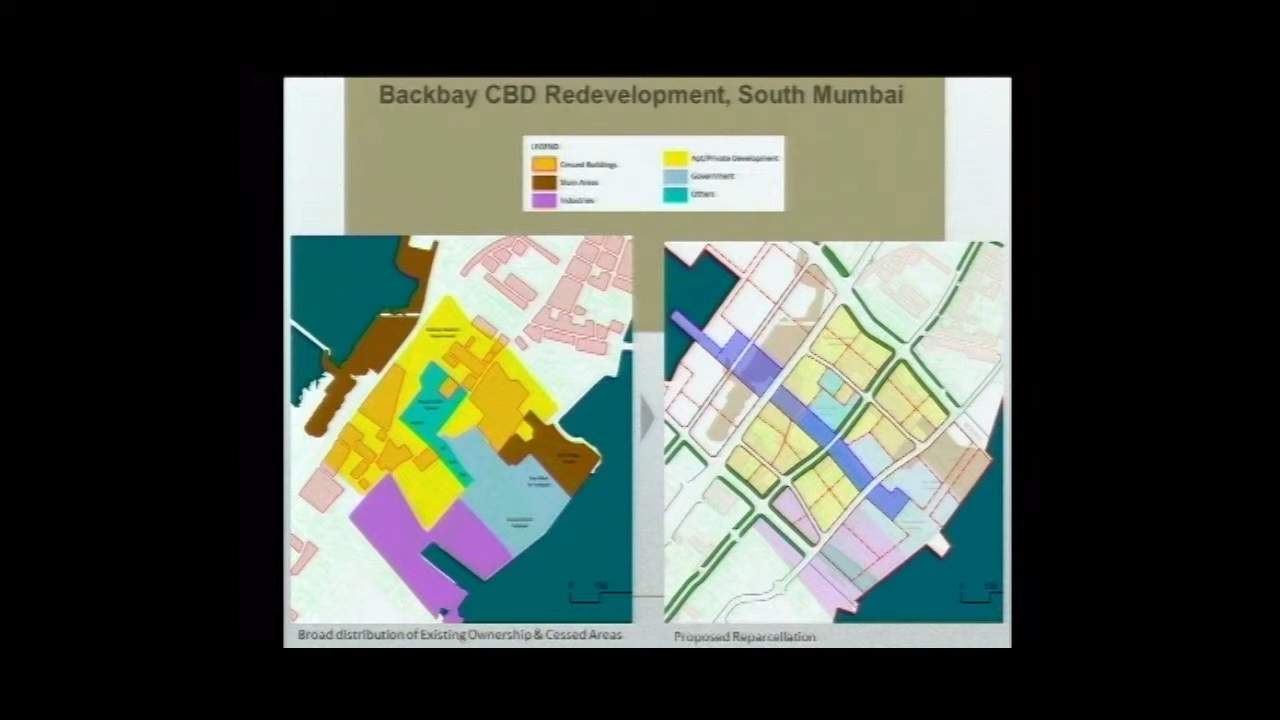 Backbay CBD Redevelopment, South Mumbai
LEGEND
Cessed Buildings
Slum Areas
Industries
Apt/Private Development
Government
Others
Broad distribution of Existing Ownership & Cessed Areas
Proposed Reparcellation